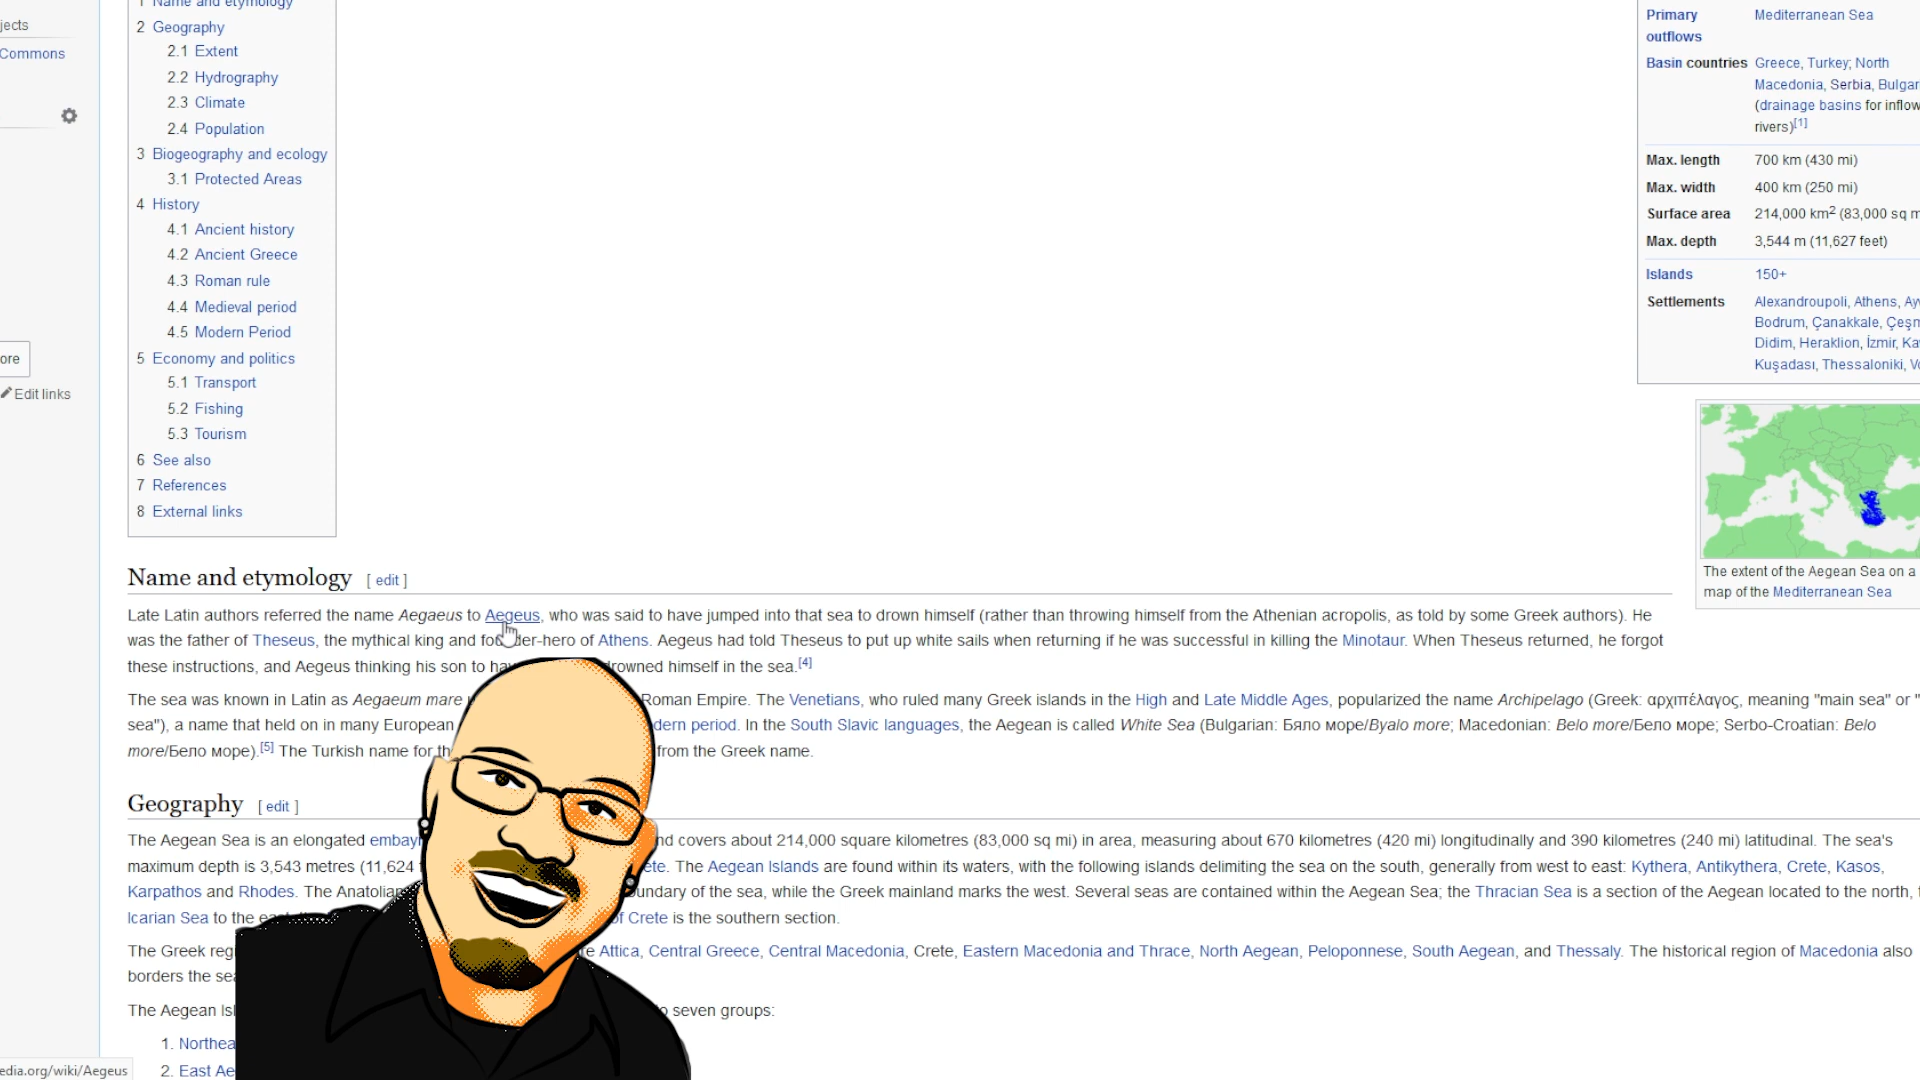 jects
Commons
ore
Edit links
1 Name and etymology
2 Geography
2.1 Extent
2.2 Hydrography
2.3 Climate
2.4 Population
3 Biogeography and ecology
3.1 Protected Areas
4 History
4.1 Ancient history
4.2 Ancient Greece
4.3 Roman rule
4.4 Medieval period
4.5 Modern Period
5 Economy and politics
5.1 Transport
5.2 Fishing
5.3 Tourism
6 See also
7 References
8 External links
Primary outflows Mediterranean Sea
Basin countries Greece, Turkey; North
Macedonia, Serbia, Bulgar
(drainage basins for inflow
rivers)[1]
Max. length 700 km (430 mi)
Max. width 400 km (250 mi)
Surface area 214,000 km2 (83,000 sq m
Max. depth 3,544 m (11,627 feet)
Islands 150+
Settlements Alexandroupoli, Athens, Ay
Bodrum, Çanakkale, Çeşm
Didim, Heraklion, İzmir, Ka
Kuşadası, Thessaloniki, Vo
The extent of the Aegean Sea on a
map of the Mediterranean Sea
Name and etymology [ edit ]
Late Latin authors referred the name Aegaeus to Aegeus, who was said to have jumped into that sea to drown himself (rather than throwing himself from the Athenian acropolis, as told by some Greek authors). He
was the father of Theseus, the mythical king and fou der-hero of Athens. Aegeus had told Theseus to put up white sails when returning if he was successful in killing the Minotaur. When Theseus returned, he forgot
these instructions, and Aegeus thinking his son to ha drowned himself in the sea.[4]
The sea was known in Latin as Aegaeum mare Roman Empire. The Venetians, who ruled many Greek islands in the High and Late Middle Ages, popularized the name Archipelago (Greek: αρχιπέλαγος, meaning "main sea" or "
sea"), a name that held on in many European dern period. In the South Slavic languages, the Aegean is called White Sea (Bulgarian: Бяло море/Byalo more; Macedonian: Belo more/Бело море; Serbo-Croatian: Belo
more/Бело море).[5] The Turkish name for th from the Greek name.
Geography [ edit ]
The Aegean Sea is an elongated embay nd covers about 214,000 square kilometres (83,000 sq mi) in area, measuring about 670 kilometres (420 mi) longitudinally and 390 kilometres (240 mi) latitudinal. The sea's
maximum depth is 3,543 metres (11,624 ete. The Aegean Islands are found within its waters, with the following islands delimiting the sea on the south, generally from west to east: Kythera, Antikythera, Crete, Kasos,
Karpathos and Rhodes. The Anatolian undary of the sea, while the Greek mainland marks the west. Several seas are contained within the Aegean Sea; the Thracian Sea is a section of the Aegean located to the north, t
Icarian Sea to the ea of Crete is the southern section.
The Greek reg e Attica, Central Greece, Central Macedonia, Crete, Eastern Macedonia and Thrace, North Aegean, Peloponnese, South Aegean, and Thessaly. The historical region of Macedonia also
borders the sea
The Aegean Isl o seven groups:
1. Northea
2. East Ae
edia.org/wiki/Aegeus